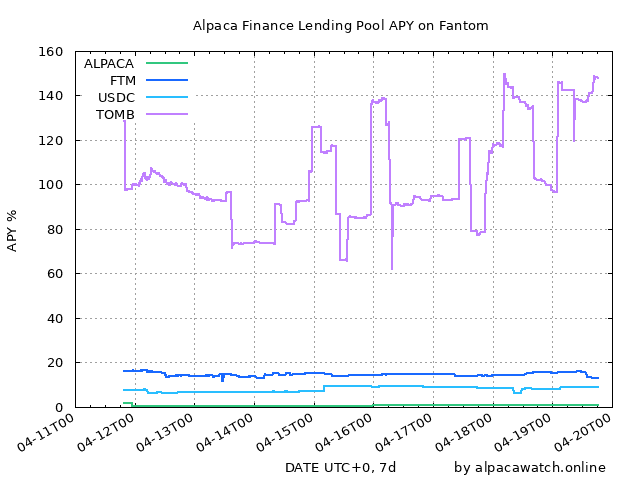 Alpaca Finance Lending Pool APY on Fantom
160
140
120
100
80
60
40
20
0
APY %
ALPACA
FTM
USDC
TOMB
04-11T00
04-12T00
04-13T00
04-14T00
04-15T00
04-16T00
04-17T00
04-18T00
04-19T00
04-20T00
DATE UTC+0, 7d
by alpacawatch.online